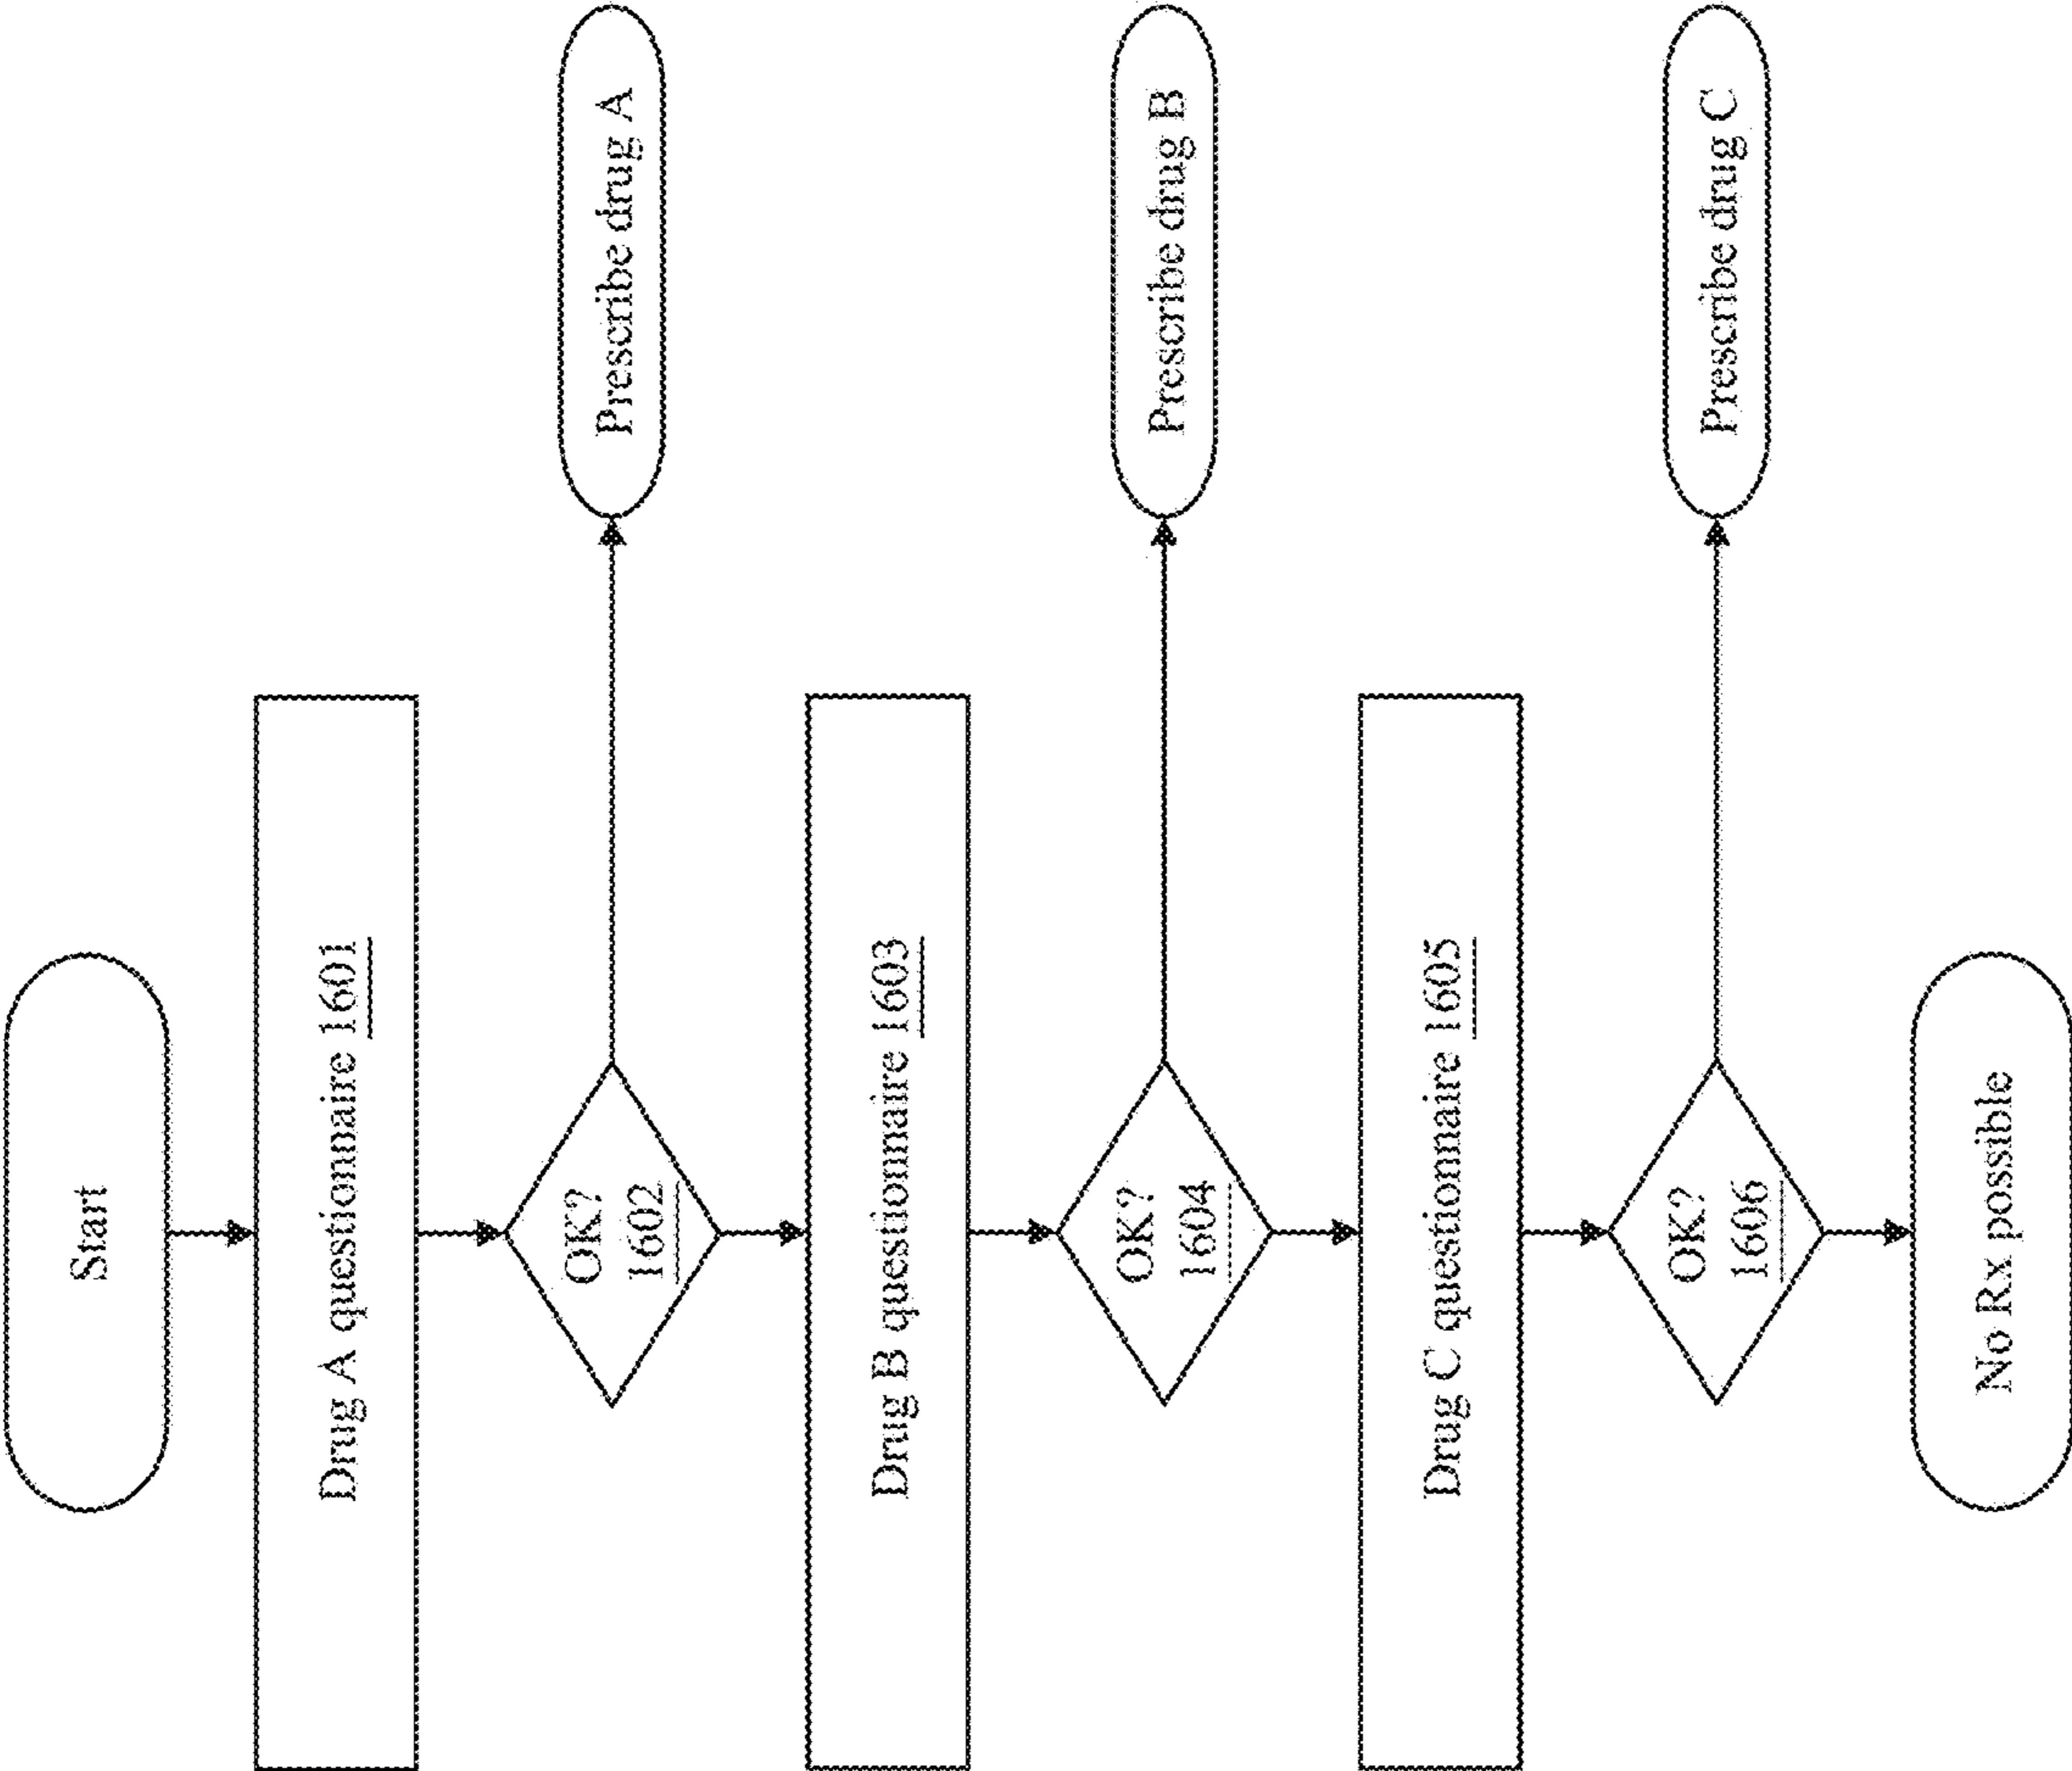 Start
Drug A questionnaire 1601
OK?
1602
Prescribe drug A
Drug B questionnaire 1603
OK?
1604
Prescribe drug B
Drug C questionnaire 1605
OK?
1606
Prescribe drug C
No Rx possible